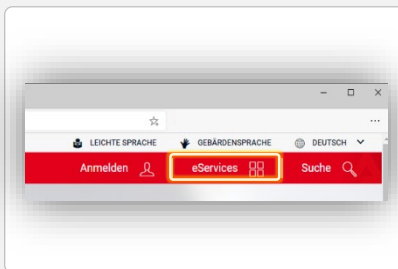 LEICHTE SPRACHE GEBÄRDENSPRACHE DEUTSCH
Anmelden eServices Suche